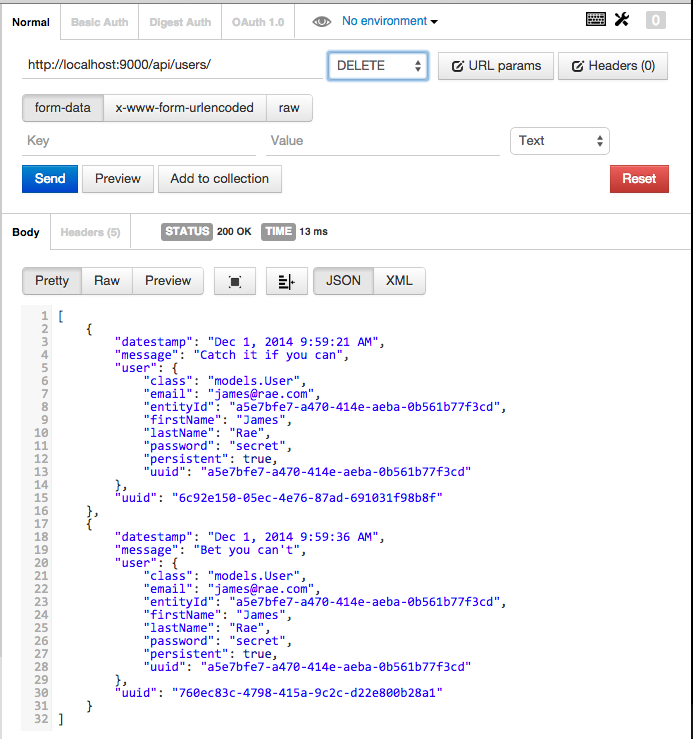 Normal Basic Auth Digest Auth OAuth 1.0 No environment 0
http://localhost:9000/api/users/ DELETE URL params Headers (0)
form-data x-www-form-urlencoded raw
Key Value Text
Send Preview Add to collection Reset
Body Headers (5) STATUS 200 OK TIME 13 ms
Pretty Raw Preview JSON XML
1 [
2 {
3 "datestamp": "Dec 1, 2014 9:59:21 AM",
4 "message": "Catch it if you can",
5 "user": {
6 "class": "models.User",
7 "email": "james@rae.com",
8 "entityId": "a5e7bfe7-a470-414e-aeba-0b561b77f3cd",
9 "firstName": "James",
10 "lastName": "Rae",
11 "password": "secret",
12 "persistent": true,
13 "uuid": "a5e7bfe7-a470-414e-aeba-0b561b77f3cd"
14 },
15 "uuid": "6c92e150-05ec-4e76-87ad-691031f98b8f"
16 },
17 {
18 "datestamp": "Dec 1, 2014 9:59:36 AM",
19 "message": "Bet you can't",
20 "user": {
21 "class": "models.User",
22 "email": "james@rae.com",
23 "entityId": "a5e7bfe7-a470-414e-aeba-0b561b77f3cd",
24 "firstName": "James",
25 "lastName": "Rae",
26 "password": "secret",
27 "persistent": true,
28 "uuid": "a5e7bfe7-a470-414e-aeba-0b561b77f3cd"
29 },
30 "uuid": "760ec83c-4798-415a-9c2c-d22e800b28a1"
31 }
32 ]